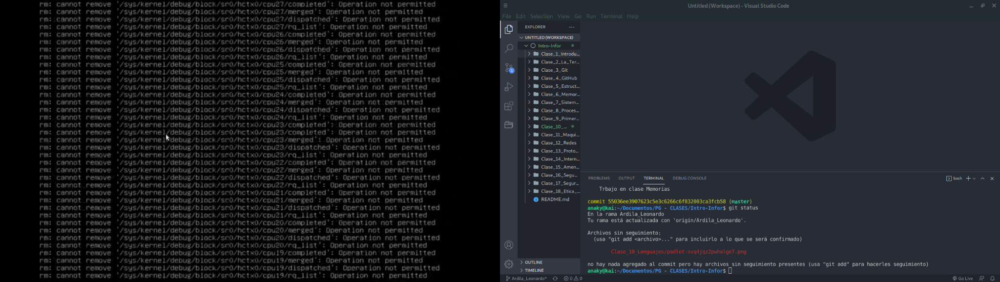 rm: cannot remove '/sys/kernel/debug/block/sr0/hctx0/cpu27/completed': Operation not permitted
rm: cannot remove '/sys/kernel/debug/block/sr0/hctx0/cpu27/merged': Operation not permitted
rm: cannot remove '/sys/kernel/debug/block/sr0/hctx0/cpu27/dispatched': Operation not permitted
rm: cannot remove '/sys/kernel/debug/block/sr0/hctx0/cpu27/rq_list': Operation not permitted
rm: cannot remove '/sys/kernel/debug/block/sr0/hctx0/cpu26/completed': Operation not permitted
rm: cannot remove '/sys/kernel/debug/block/sr0/hctx0/cpu26/merged': Operation not permitted
rm: cannot remove '/sys/kernel/debug/block/sr0/hctx0/cpu26/dispatched': Operation not permitted
rm: cannot remove '/sys/kernel/debug/block/sr0/hctx0/cpu26/rq_list': Operation not permitted
rm: cannot remove '/sys/kernel/debug/block/sr0/hctx0/cpu25/completed': Operation not permitted
rm: cannot remove '/sys/kernel/debug/block/sr0/hctx0/cpu25/merged': Operation not permitted
rm: cannot remove '/sys/kernel/debug/block/sr0/hctx0/cpu25/dispatched': Operation not permitted
rm: cannot remove '/sys/kernel/debug/block/sr0/hctx0/cpu25/rq_list': Operation not permitted
rm: cannot remove '/sys/kernel/debug/block/sr0/hctx0/cpu24/completed': Operation not permitted
rm: cannot remove '/sys/kernel/debug/block/sr0/hctx0/cpu24/merged': Operation not permitted
rm: cannot remove '/sys/kernel/debug/block/sr0/hctx0/cpu24/dispatched': Operation not permitted
rm: cannot remove '/sys/kernel/debug/block/sr0/hctx0/cpu24/rq_list': Operation not permitted
rm: cannot remove '/sys/kernel/debug/block/sr0/hctx0/cpu23/completed': Operation not permitted
rm: cannot remove '/sys/kernel/debug/block/sr0/hctx0/cpu23/completed': Operation not permitted
rm: cannot remove '/sys/kernel/debug/block/sr0/hctx0/cpu23/merged': Operation not permitted
rm: cannot remove '/sys/kernel/debug/block/sr0/hctx0/cpu23/dispatched': Operation not permitted
rm: cannot remove '/sys/kernel/debug/block/sr0/hctx0/cpu23/rq_list': Operation not permitted
rm: cannot remove '/sys/kernel/debug/block/sr0/hctx0/cpu22/completed': Operation not permitted
rm: cannot remove '/sys/kernel/debug/block/sr0/hctx0/cpu22/merged': Operation not permitted
rm: cannot remove '/sys/kernel/debug/block/sr0/hctx0/cpu22/dispatched': Operation not permitted
rm: cannot remove '/sys/kernel/debug/block/sr0/hctx0/cpu22/rq_list': Operation not permitted
rm: cannot remove '/sys/kernel/debug/block/sr0/hctx0/cpu21/completed': Operation not permitted
rm: cannot remove '/sys/kernel/debug/block/sr0/hctx0/cpu21/merged': Operation not permitted
rm: cannot remove '/sys/kernel/debug/block/sr0/hctx0/cpu21/dispatched': Operation not permitted
rm: cannot remove '/sys/kernel/debug/block/sr0/hctx0/cpu21/rq_list': Operation not permitted
rm: cannot remove '/sys/kernel/debug/block/sr0/hctx0/cpu20/completed': Operation not permitted
rm: cannot remove '/sys/kernel/debug/block/sr0/hctx0/cpu20/merged': Operation not permitted
rm: cannot remove '/sys/kernel/debug/block/sr0/hctx0/cpu20/dispatched': Operation not permitted
rm: cannot remove '/sys/kernel/debug/block/sr0/hctx0/cpu20/rq_list': Operation not permitted
rm: cannot remove '/sys/kernel/debug/block/sr0/hctx0/cpu19/completed': Operation not permitted
rm: cannot remove '/sys/kernel/debug/block/sr0/hctx0/cpu19/merged': Operation not permitted
rm: cannot remove '/sys/kernel/debug/block/sr0/hctx0/cpu19/dispatched': Operation not permitted
rm: cannot remove '/sys/kernel/debug/block/sr0/hctx0/cpu19/rq_list': Operation not permitted
Untitled (Workspace) - Visual Studio Code
File Edit Selection View Go Run Terminal Help
EXPLORER ...
UNTITLED (WORKSPACE)
Intro-Infor
Clase_1_Introdu...
Clase_2_La_Ter...
Clase_3_Git
Clase_4_GitHub
Clase_5_Estruct...
Clase_6_Memor...
Clase_7_Sistem...
Clase_8_Proces...
Clase_9_Primer...
Clase_10_...
Clase_11_Maqui...
Clase_12_Redes
Clase_13_Proto...
Clase_14_Intern...
Clase_15_Amen...
Clase_16_Segu...
Clase_17_Segur...
Clase_18_Etica_...
README.md
OUTLINE
TIMELINE
1
PROBLEMS OUTPUT TERMINAL DEBUG CONSOLE bash
Trbajo en clase Memorias
commit 55036ee3907623c5e3c6266c6f832003ca3fcb58 (master)
anaky@kai:~/Documentos/PG - CLASES/Intro-Infor$ git status
En la rama Ardila_Leonardo
Tu rama está actualizada con 'origin/Ardila_Leonardo'.
Archivos sin seguimiento:
(usa "git add <archivo>..." para incluirlo a lo que se será confirmado)
Clase_10_Lenguajes/padlet-svq4jqz2pwhalge7.png
no hay nada agregado al commit pero hay archivos sin seguimiento presentes (usa "git add" para hacerles seguimiento)
anaky@kai:~/Documentos/PG - CLASES/Intro-Infor$
Ardila_Leonardo* 0 0 Go Live